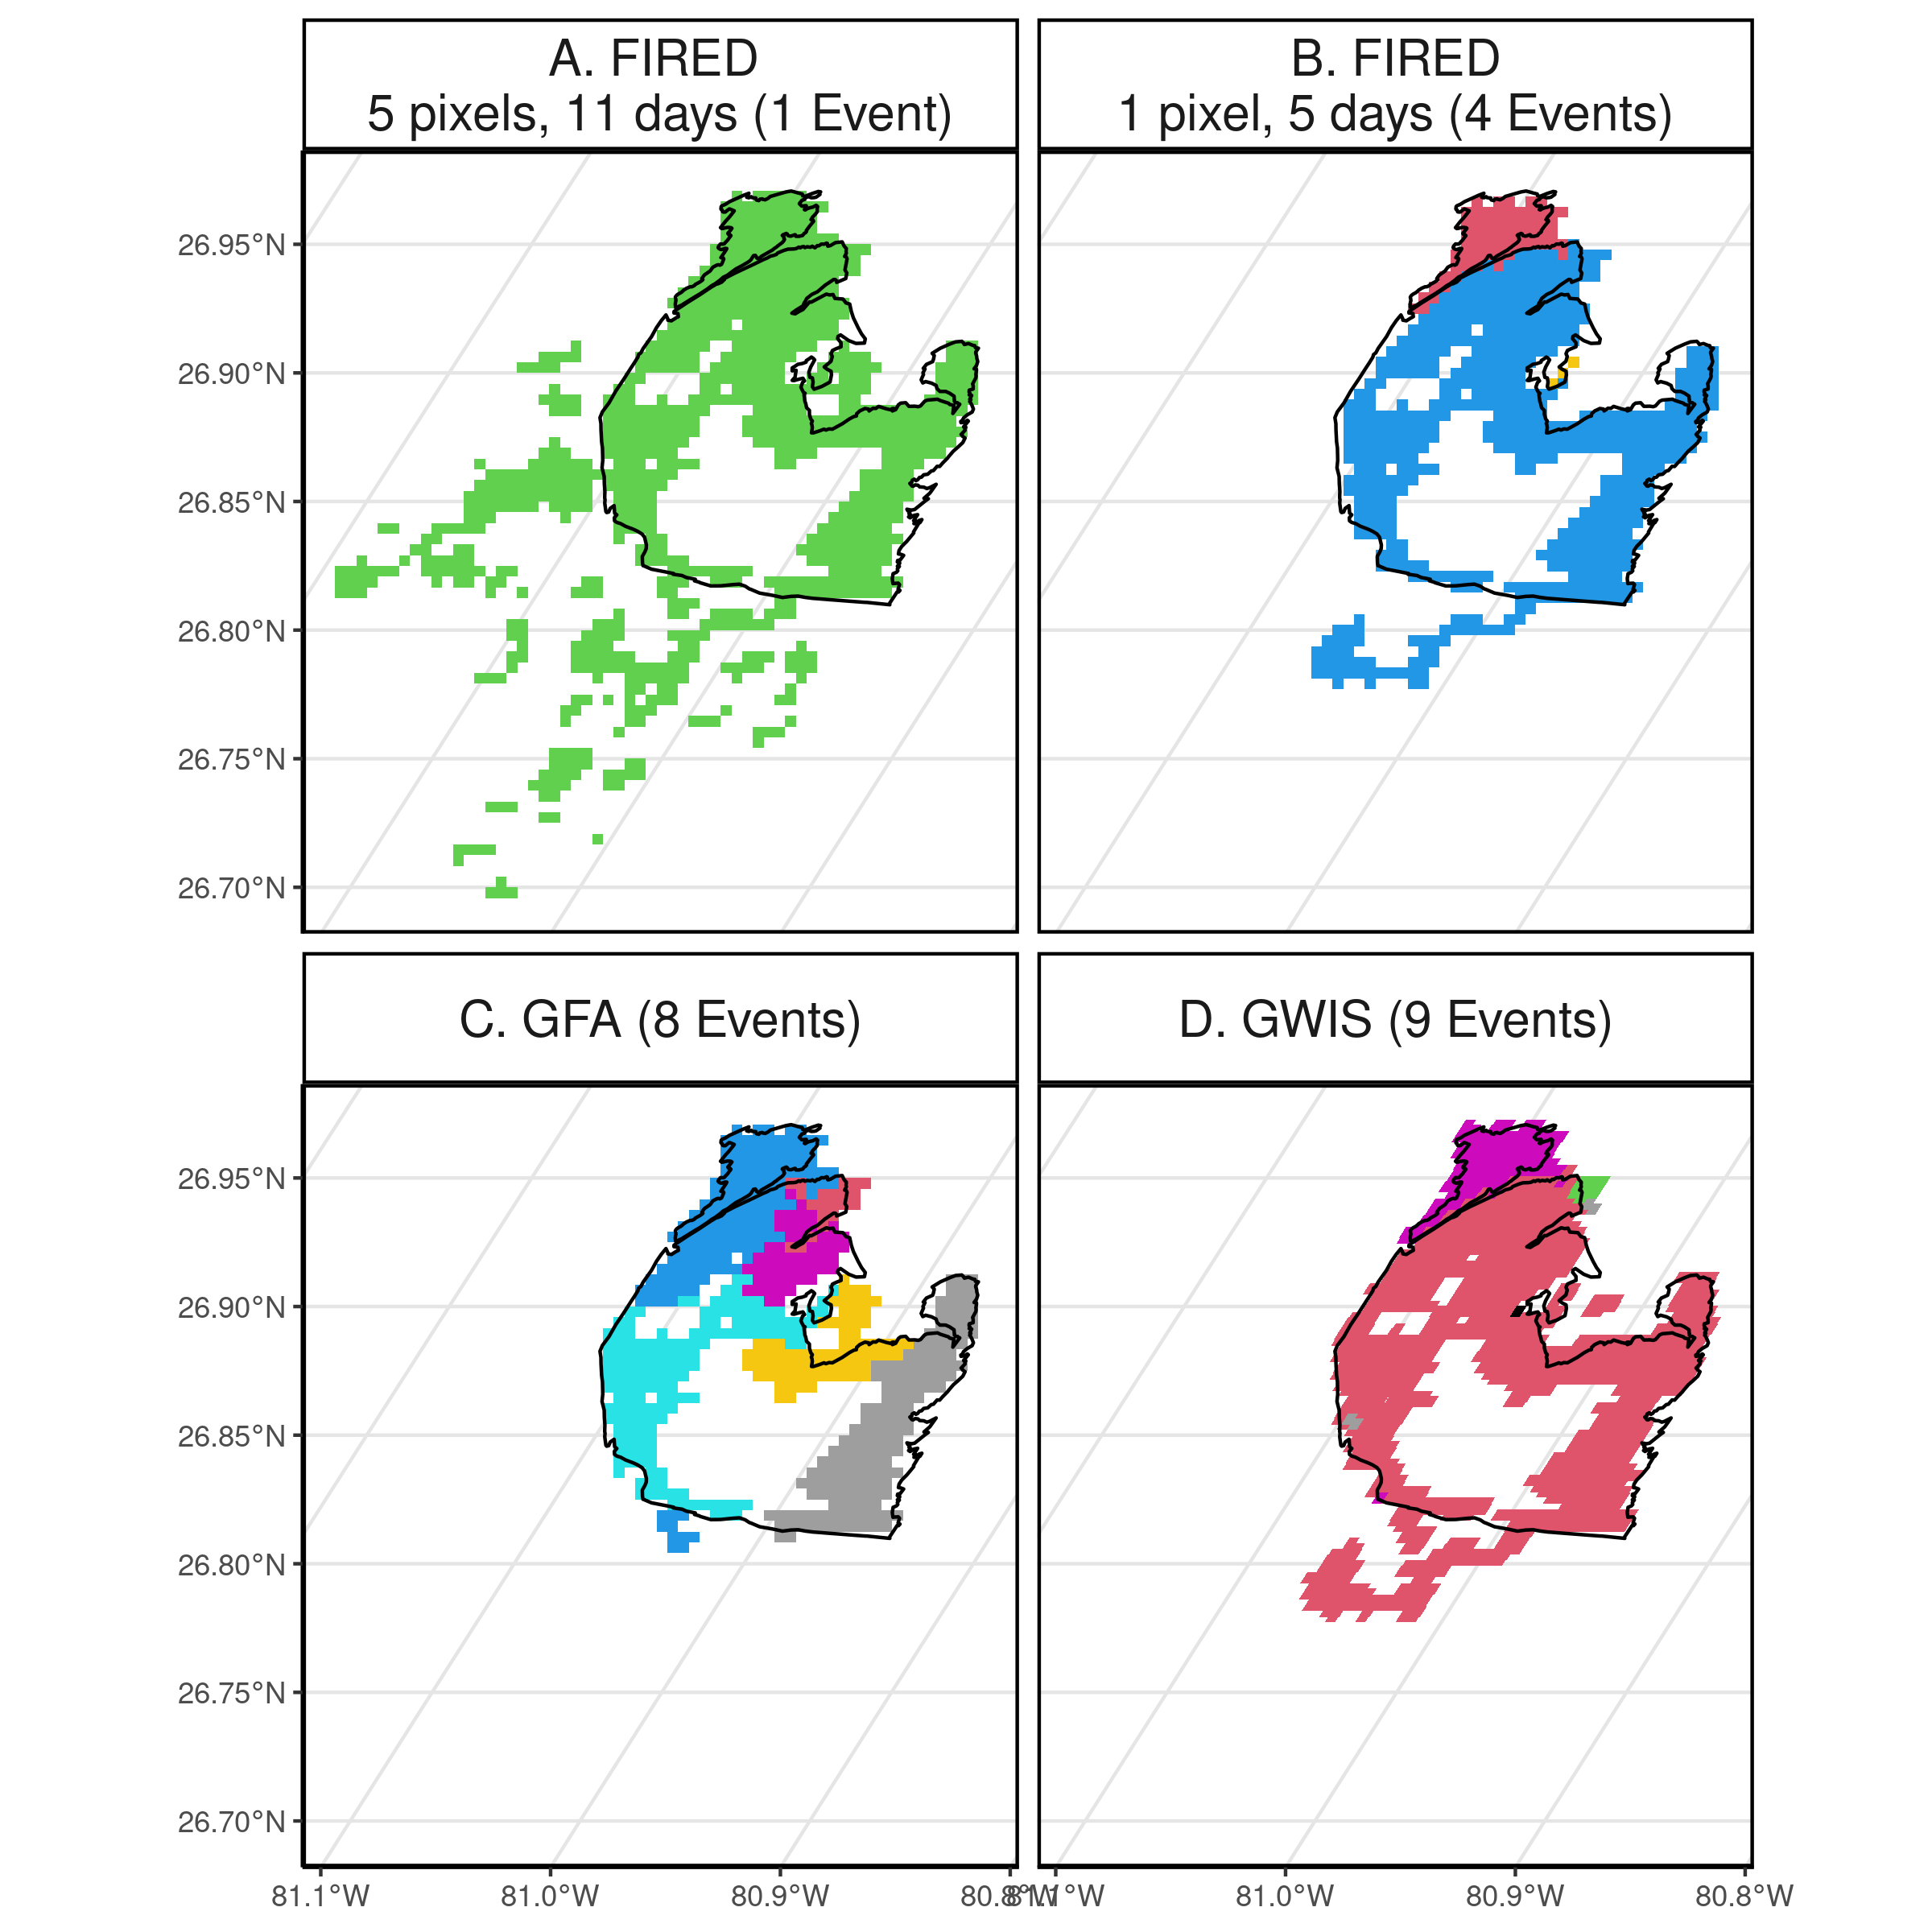 A. FIRED
5 pixels, 11 days (1 Event)
B. FIRED
1 pixel, 5 days (4 Events)
26.95°N
26.90°N
26.85°N
26.80°N
26.75°N
26.70°N
C. GFA (8 Events)
D. GWIS (9 Events)
26.95°N
26.90°N
26.85°N
26.80°N
26.75°N
26.70°N
81.1°W
81.0°W
80.9°W
80.8°W
81.1°W
81.0°W
80.9°W
80.8°W